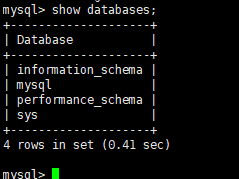 mysql> show databases;
+--------------------+
| Database           |
+--------------------+
| information_schema |
| mysql              |
| performance_schema |
| sys                |
+--------------------+
4 rows in set (0.41 sec)
mysql>